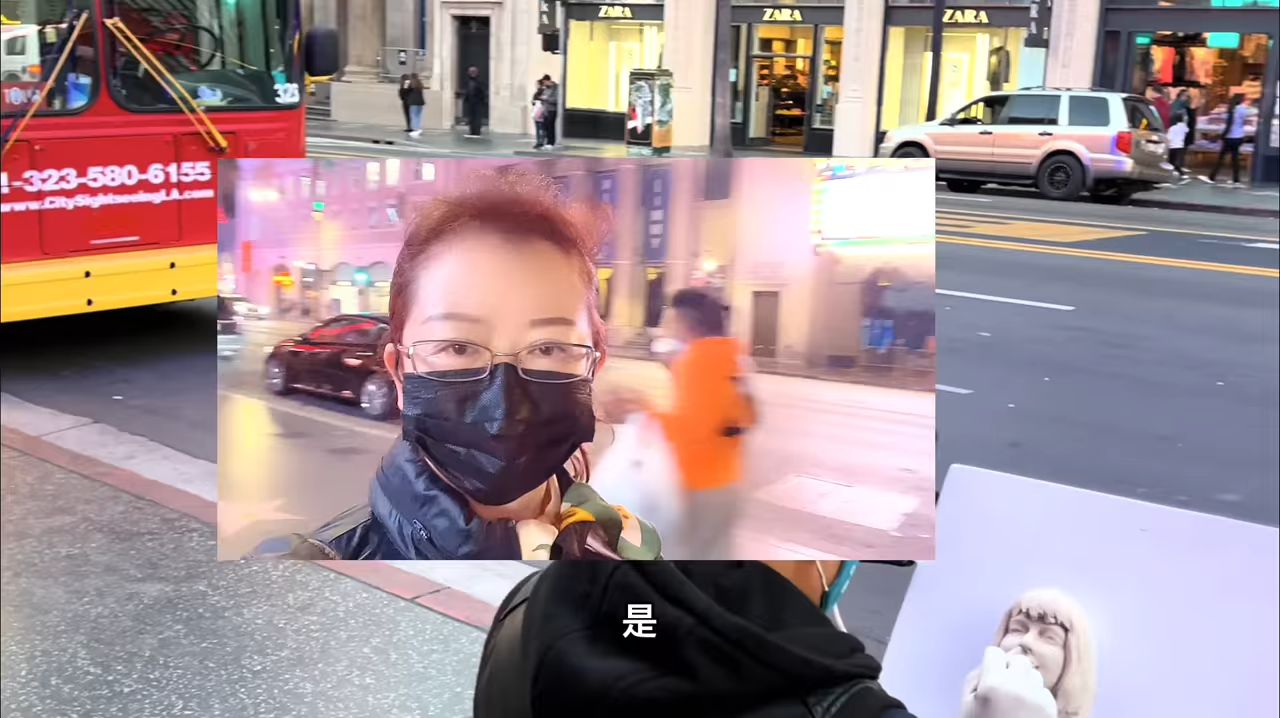 ZARA
ZARA
ZARA
323
1-323-580-6155
www.CitySightseeingLA.com
是